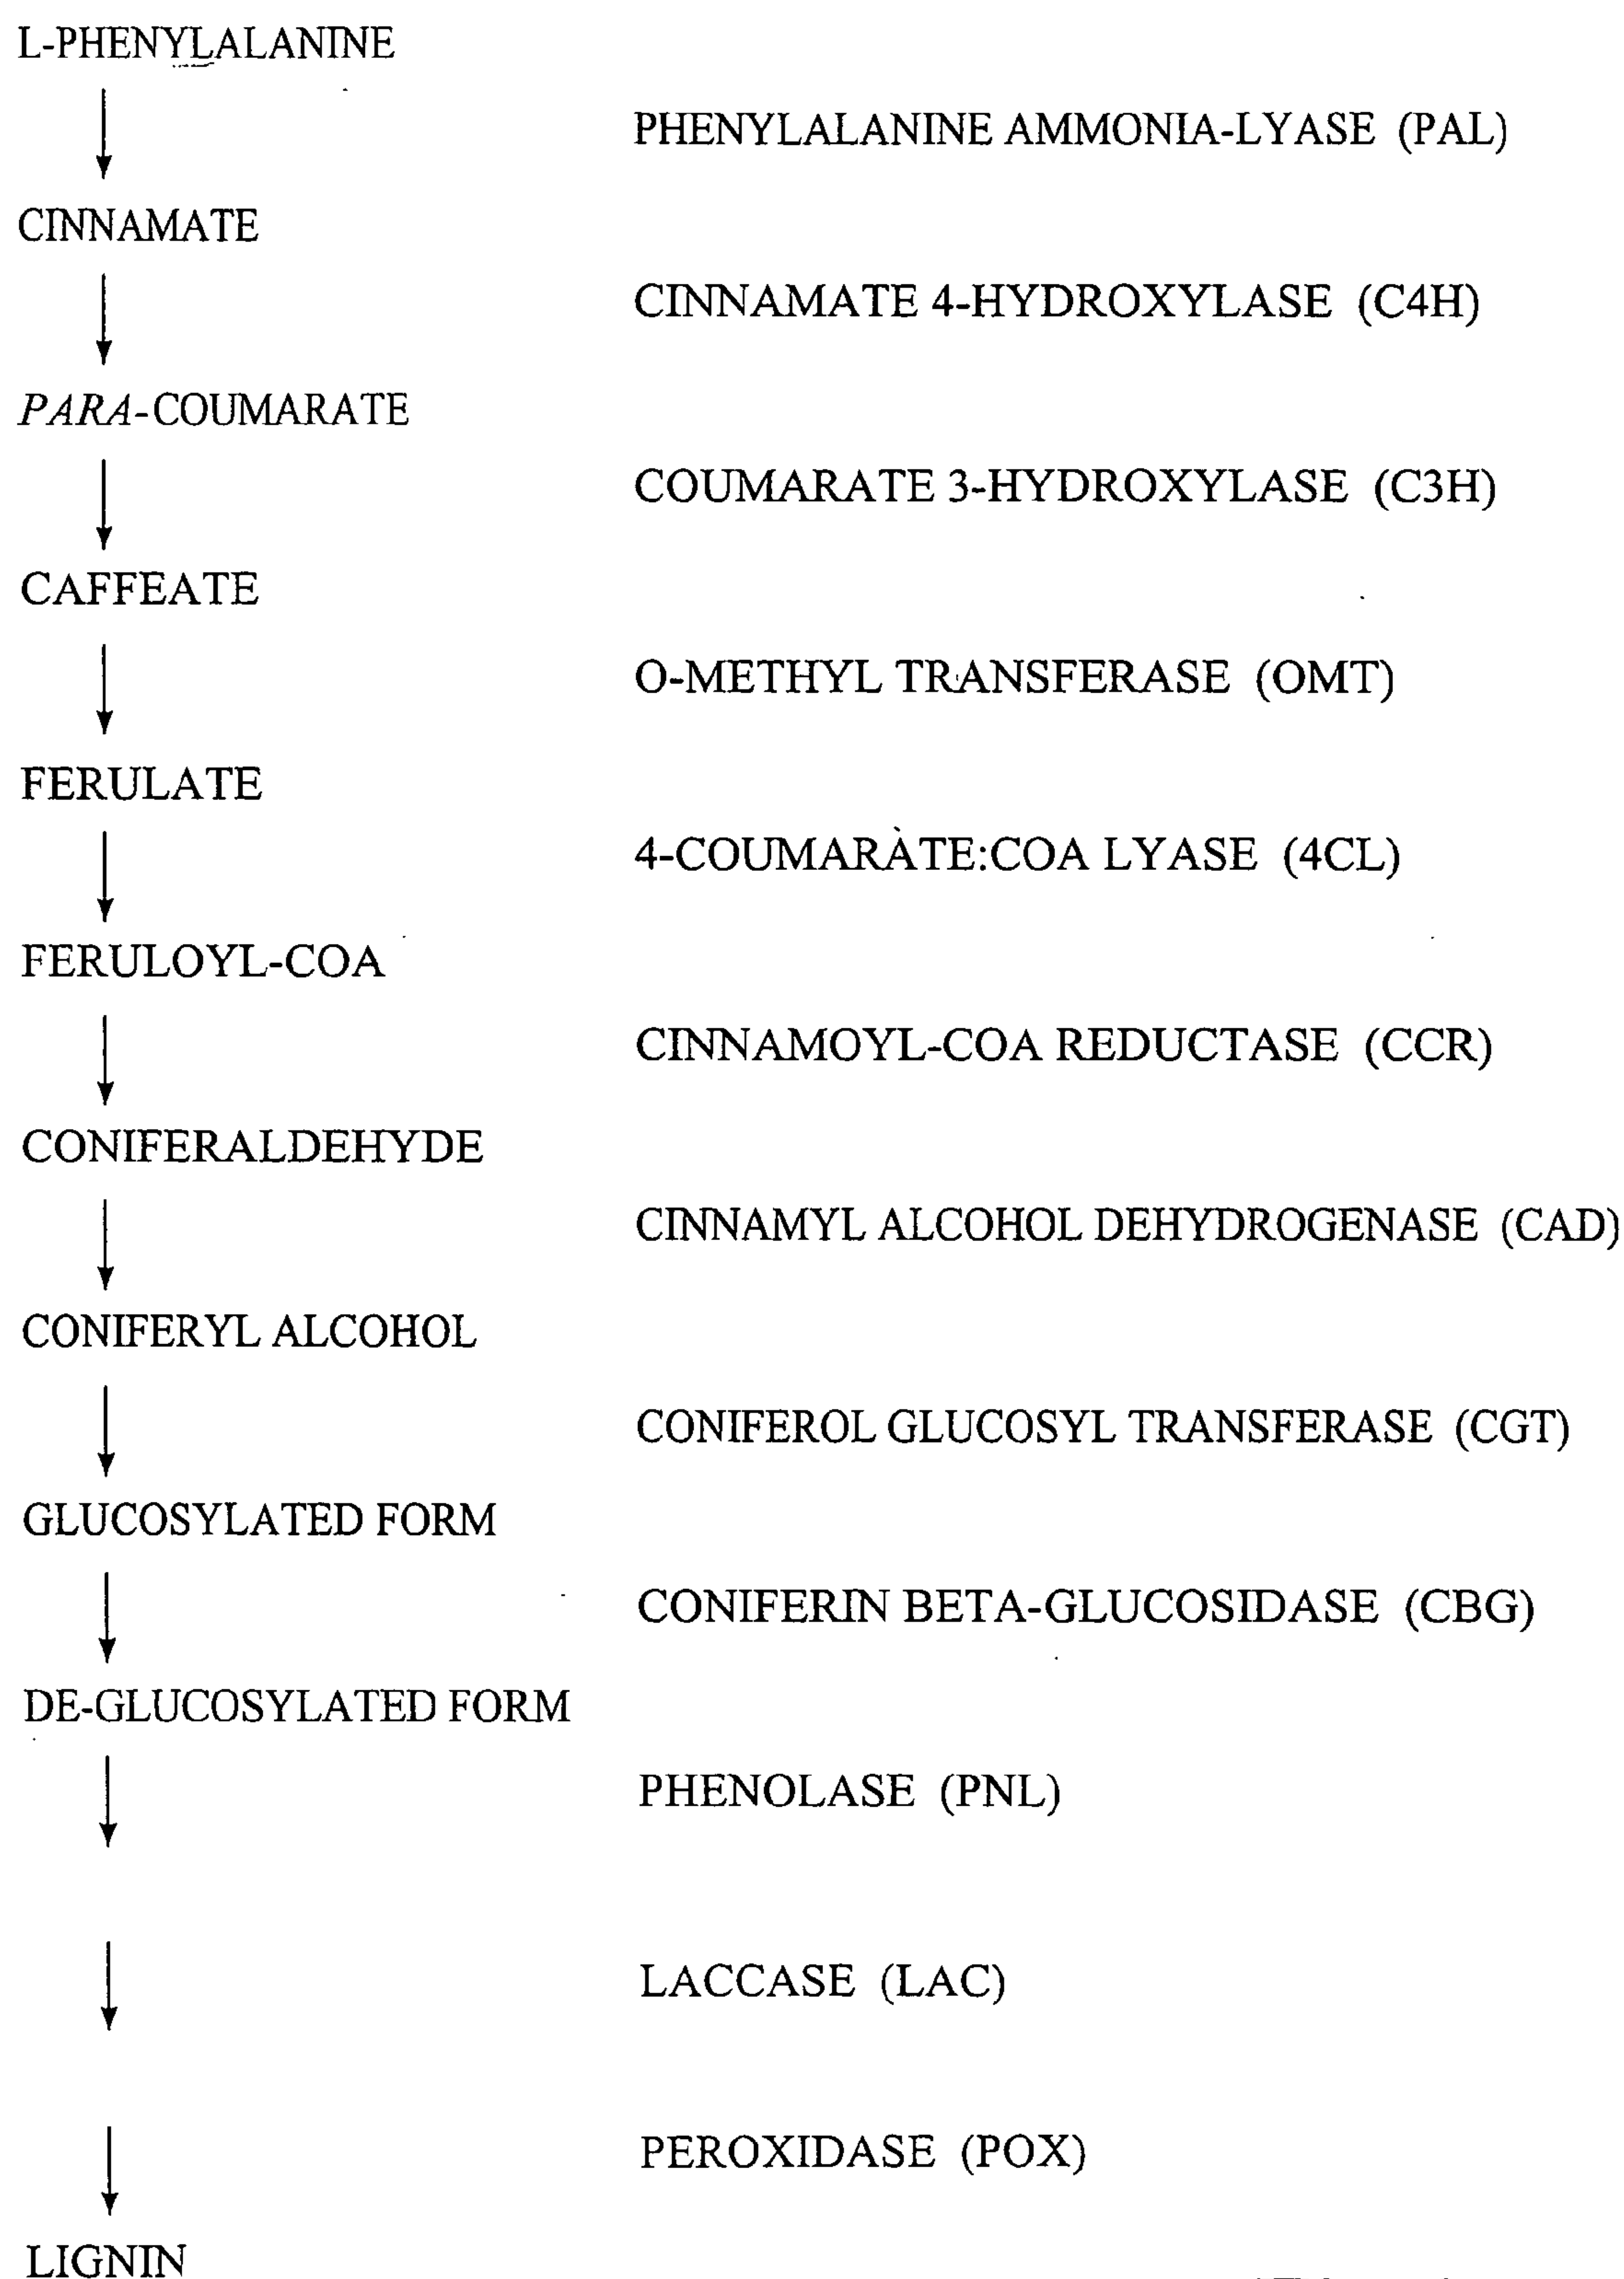 L-PHENYLALANINE
PHENYLALANINE AMMONIA-LYASE (PAL)
CINNAMATE
CINNAMATE 4-HYDROXYLASE (C4H)
PARA-COUMARATE
COUMARATE 3-HYDROXYLASE (C3H)
CAFFEATE
O-METHYL TRANSFERASE (OMT)
FERULATE
4-COUMARATE:COA LYASE (4CL)
FERULOYL-COA
CINNAMOYL-COA REDUCTASE (CCR)
CONIFERALDEHYDE
CINNAMYL ALCOHOL DEHYDROGENASE (CAD)
CONIFERYL ALCOHOL
CONIFEROL GLUCOSYL TRANSFERASE (CGT)
GLUCOSYLATED FORM
CONIFERIN BETA-GLUCOSIDASE (CBG)
DE-GLUCOSYLATED FORM
PHENOLASE (PNL)
LACCASE (LAC)
PEROXIDASE (POX)
LIGNIN